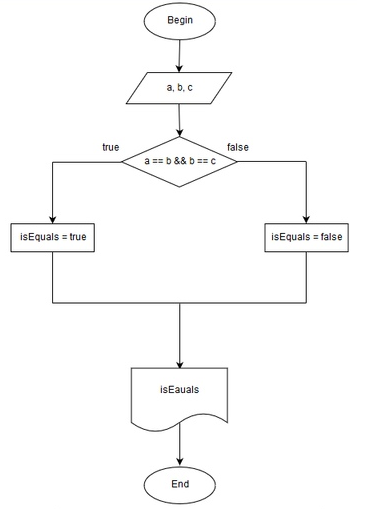 Begin
a, b, c
true
false
a == b && b == c
isEquals = true
isEquals = false
isEauals
End